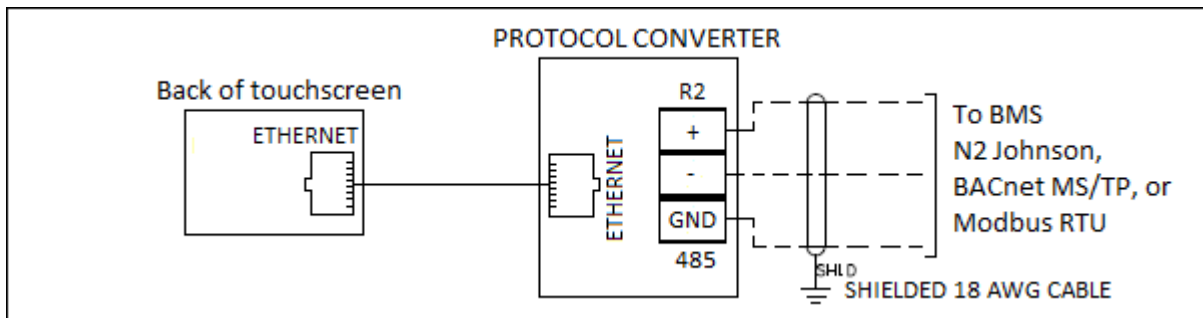 PROTOCOL CONVERTER
Back of touchscreen
ETHERNET
ETHERNET
R2
+
-
GND
485
To BMS
N2 Johnson,
BACnet MS/TP, or
Modbus RTU
SHLD
SHIELDED 18 AWG CABLE